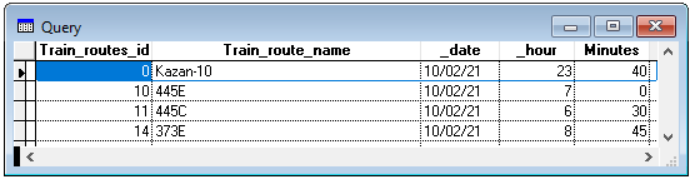 Query
Train_routes_id Train_route_name _date _hour Minutes
0 Kazan-10 10/02/21 23 40
10 445E 10/02/21 7 0
11 445C 10/02/21 6 30
14 373E 10/02/21 8 45